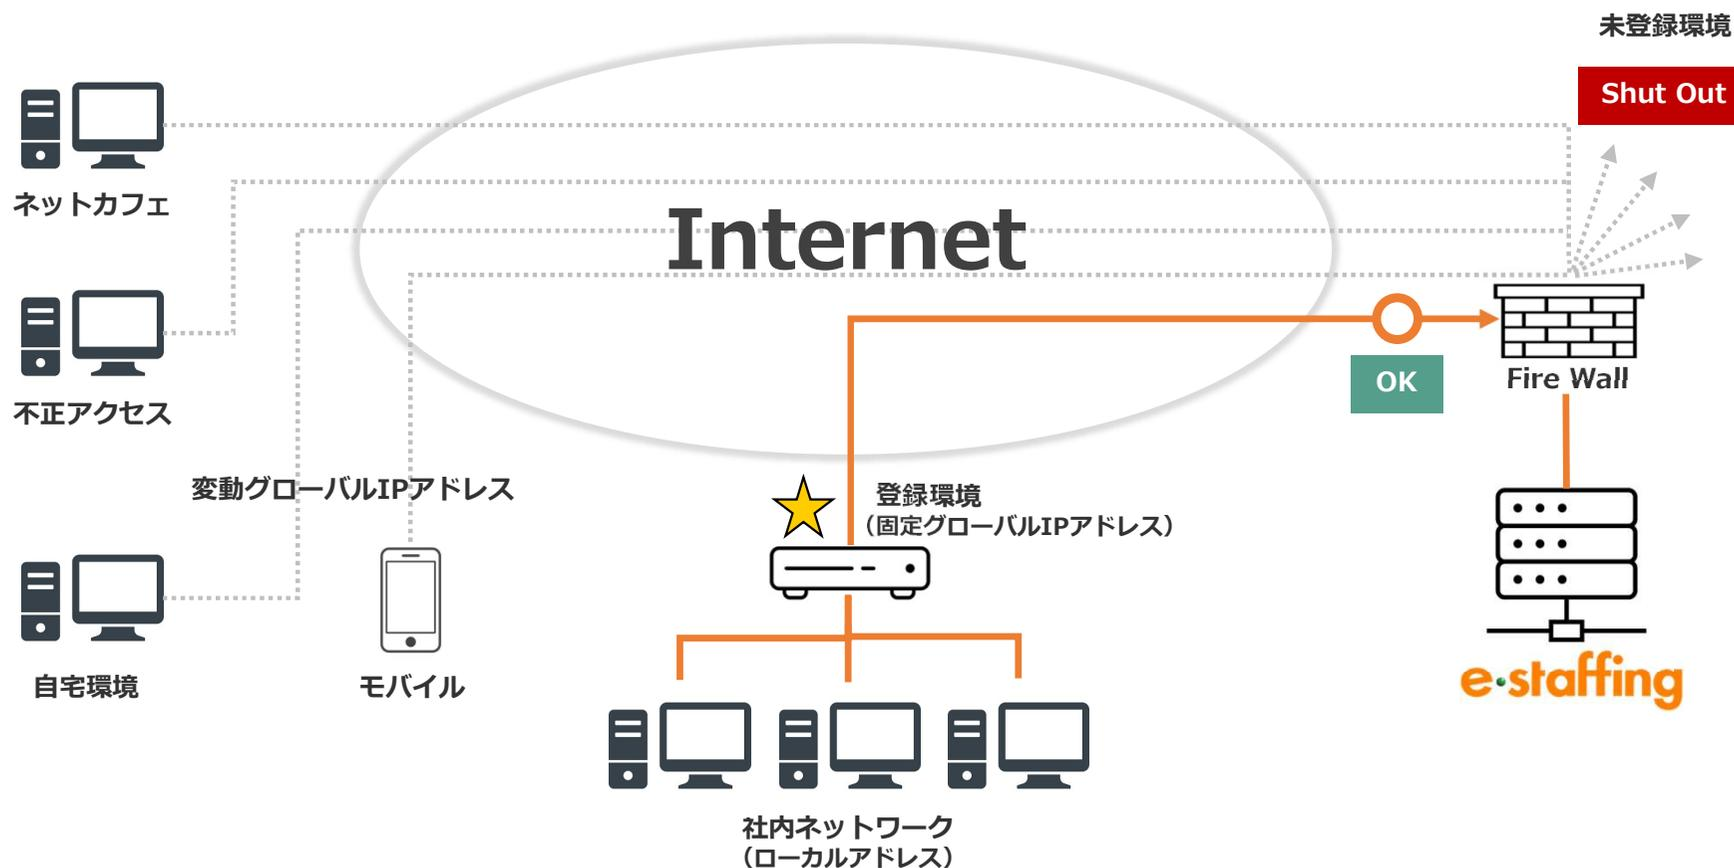 未登録環境
Shut Out
ネットカフェ
Internet
不正アクセス
OK
Fire Wall
変動グローバルIPアドレス
登録環境
（固定グローバルIPアドレス）
自宅環境
モバイル
e-staffing
社内ネットワーク
（ローカルアドレス）